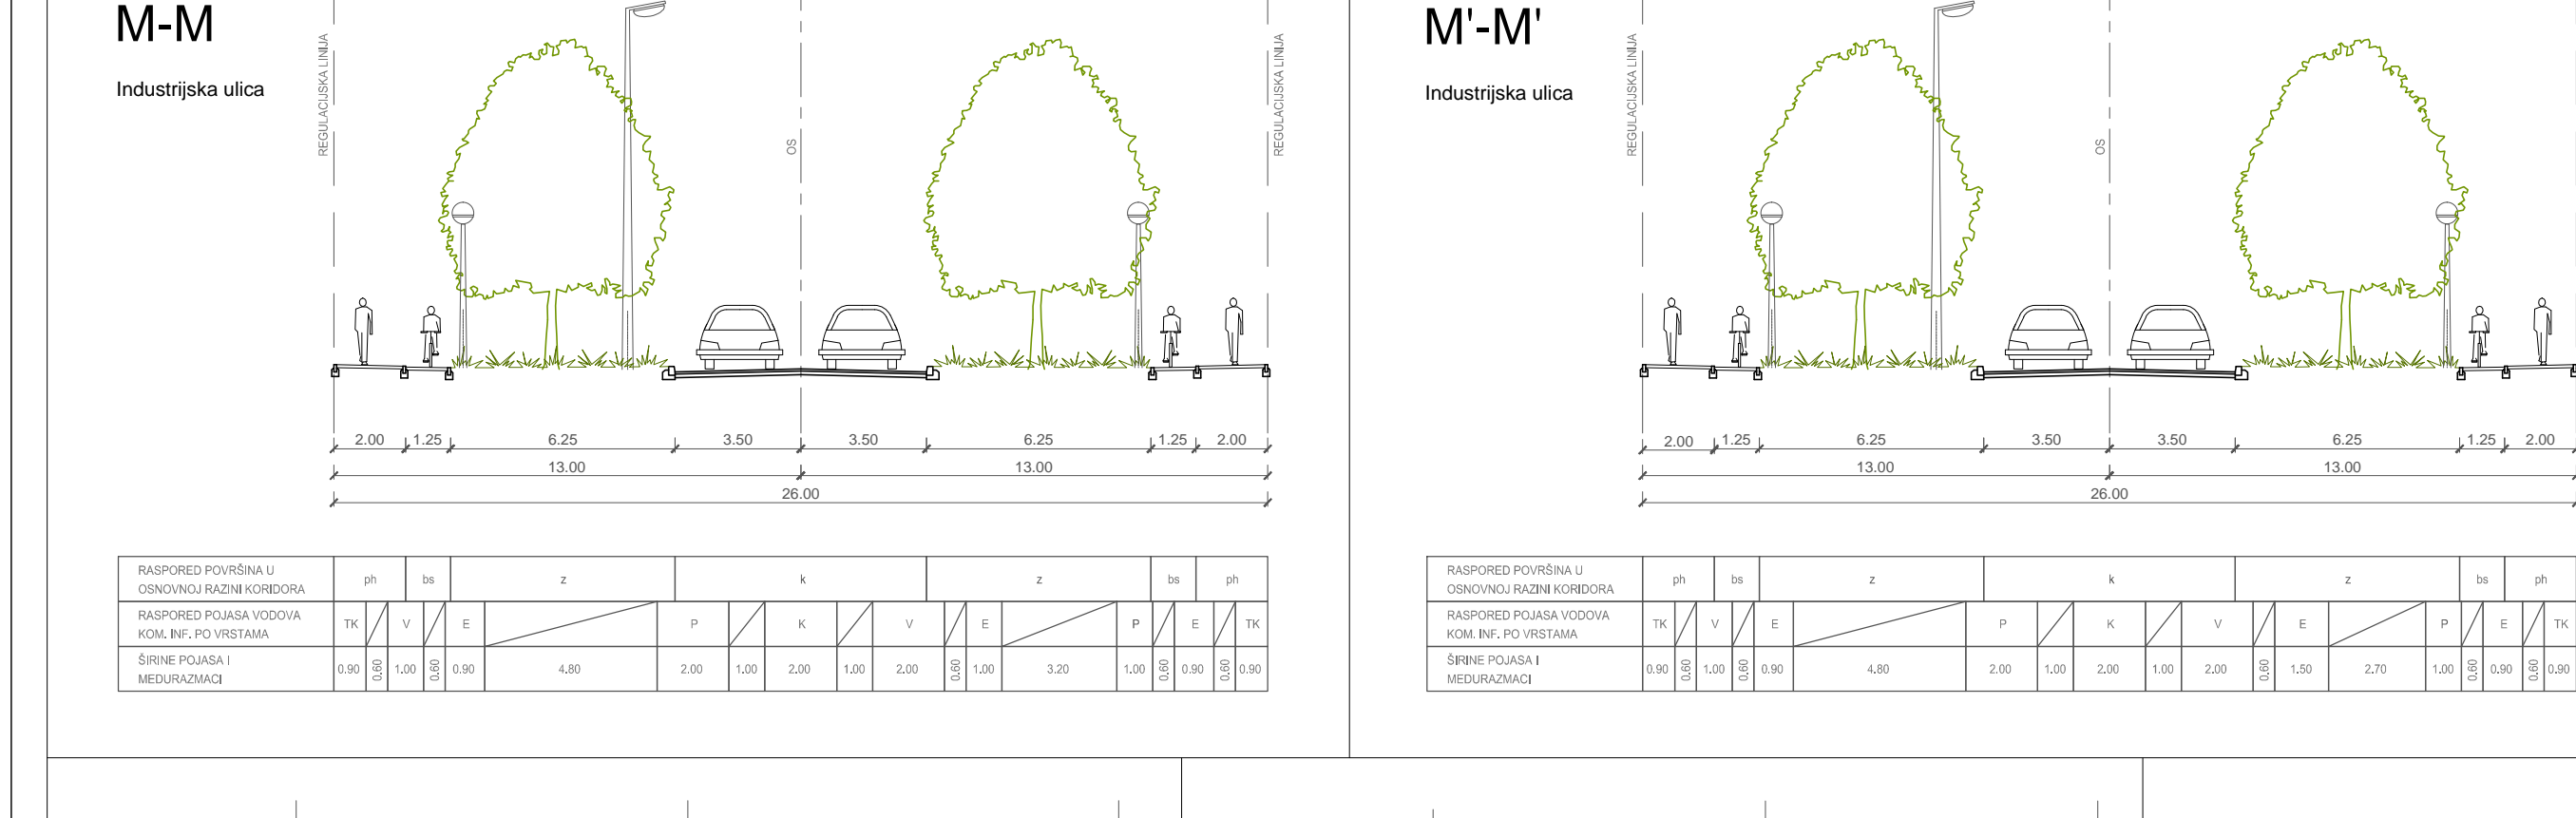 M-M
Industrijska ulica
REGULACIJSKA LINIJA
OS
REGULACIJSKA LINIJA
2.00 1.25 6.25 3.50 3.50 6.25 1.25 2.00
13.00 13.00
26.00
RASPORED POVRŠINA U
OSNOVNOJ RAZINI KORIDORA
ph bs z k z bs ph
RASPORED POJASA VODOVA
KOM. INF. PO VRSTAMA
TK V E P K V E P E TK
ŠIRINE POJASA I
MEDURAZMACI
0.90 0.60 1.00 0.60 0.90 4.80 2.00 1.00 2.00 1.00 2.00 0.60 1.00 3.20 1.00 0.60 0.90 0.60 0.90
M'-M'
Industrijska ulica
REGULACIJSKA LINIJA
OS
2.00 1.25 6.25 3.50 3.50 6.25 1.25 2.00
13.00 13.00
26.00
RASPORED POVRŠINA U
OSNOVNOJ RAZINI KORIDORA
ph bs z k z bs ph
RASPORED POJASA VODOVA
KOM. INF. PO VRSTAMA
TK V E P K V E P E TK
ŠIRINE POJASA I
MEDURAZMACI
0.90 0.60 1.00 0.60 0.90 4.80 2.00 1.00 2.00 1.00 2.00 0.60 1.50 2.70 1.00 0.60 0.90 0.60 0.90